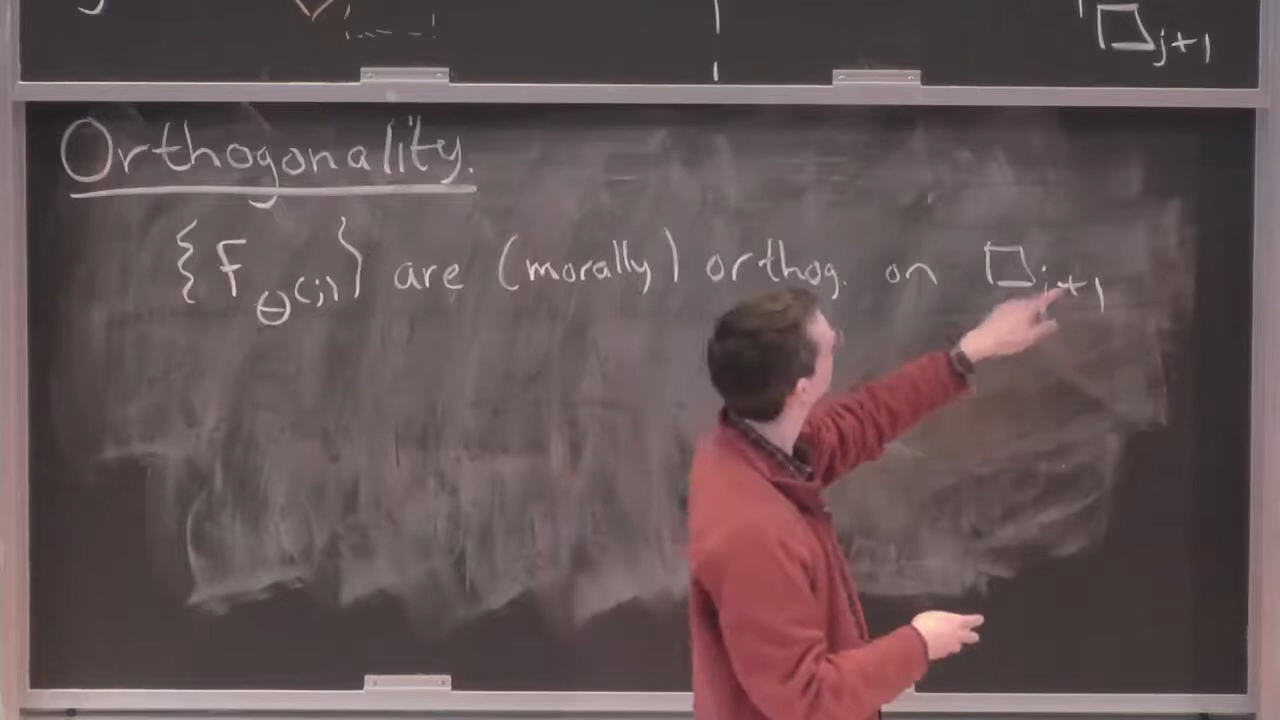 □j+1
Orthogonality.
{F_θ(j)} are (morally) orthog. on □j+1